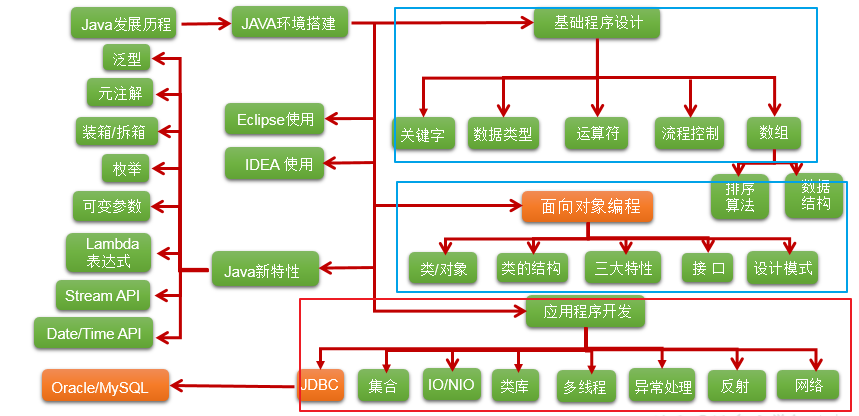 Java发展历程
JAVA环境搭建
基础程序设计
泛型
元注解
装箱/拆箱
枚举
可变参数
Lambda
表达式
Stream API
Date/Time API
Eclipse使用
IDEA 使用
Java新特性
关键字
数据类型
运算符
流程控制
数组
排序
算法
数据
结构
面向对象编程
类/对象
类的结构
三大特性
接 口
设计模式
应用程序开发
Oracle/MySQL
JDBC
集合
IO/NIO
类库
多线程
异常处理
反射
网络